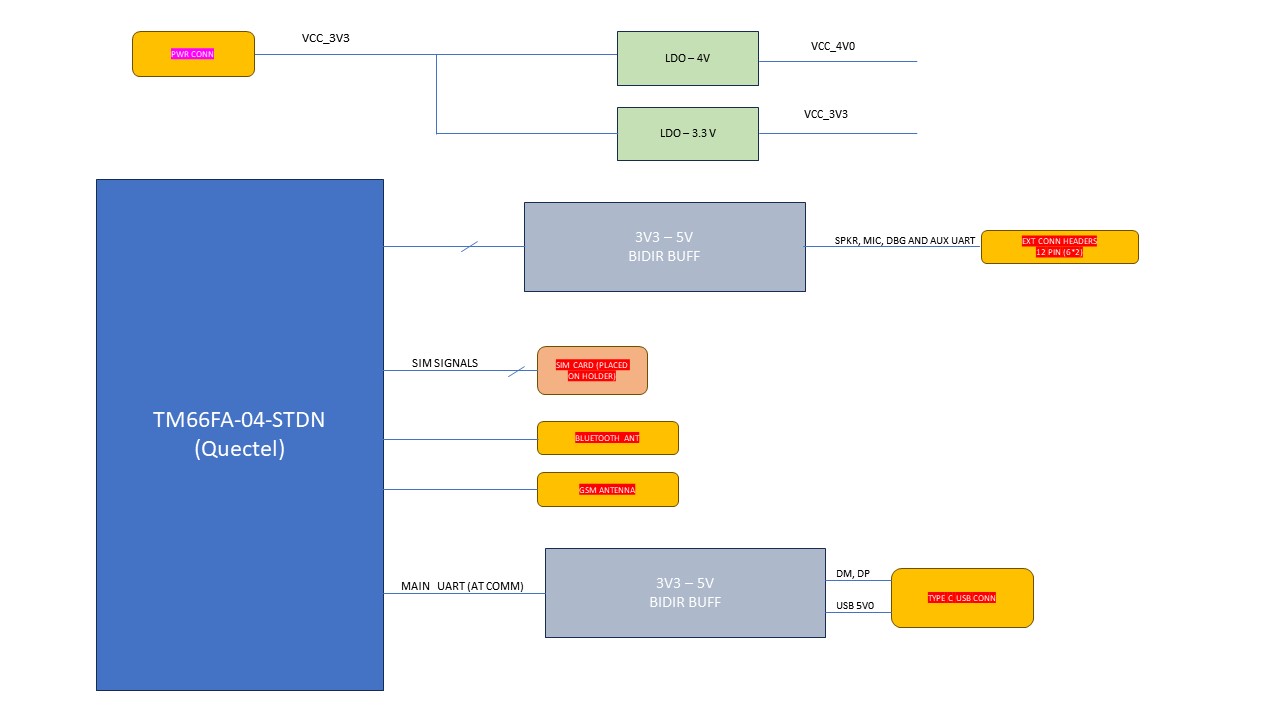 VCC_3V3
PWR CONN
LDO – 4V
VCC_4V0
LDO – 3.3 V
VCC_3V3
TM66FA-04-STDN
(Quectel)
3V3 – 5V
BIDIR BUFF
SPKR, MIC, DBG AND AUX UART
EXT CONN HEADERS
12 PIN (6*2)
SIM SIGNALS
SIM CARD (PLACED
ON HOLDER)
BLUETOOTH ANT
GSM ANTENNA
MAIN UART (AT COMM)
3V3 – 5V
BIDIR BUFF
DM, DP
USB 5V0
TYPE C USB CONN